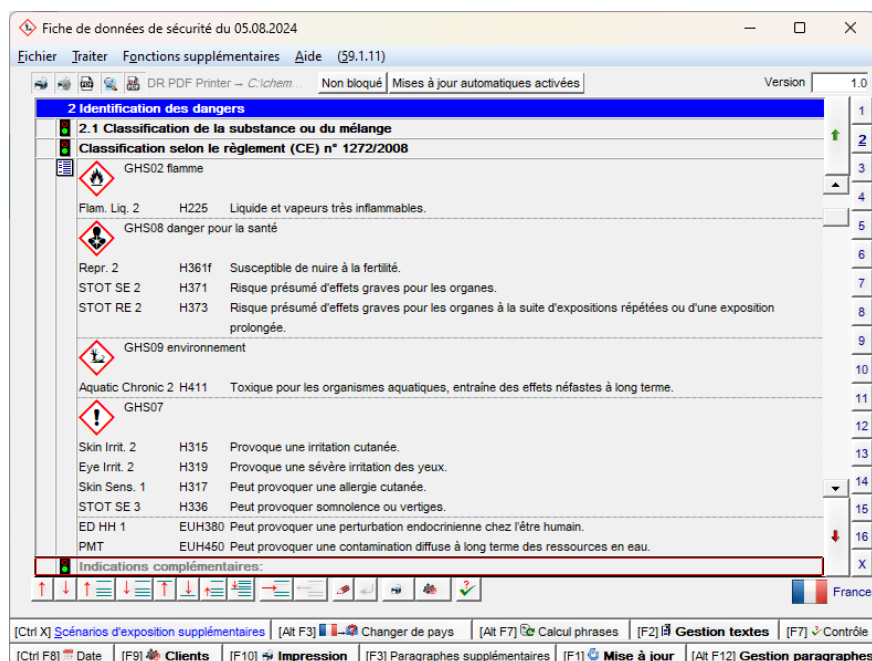 Fiche de données de sécurité du 05.08.2024
Fichier Traiter Fonctions supplémentaires Aide (59.1.11)
DR PDF Printer → C:\chem... Non bloqué Mises à jour automatiques activées Version 1.0
2 Identification des dangers
2.1 Classification de la substance ou du mélange
Classification selon le règlement (CE) n° 1272/2008
GHS02 flamme
Flam. Liq. 2 H225 Liquide et vapeurs très inflammables.
GHS08 danger pour la santé
Repr. 2 H361f Susceptible de nuire à la fertilité.
STOT SE 2 H371 Risque présumé d'effets graves pour les organes.
STOT RE 2 H373 Risque présumé d'effets graves pour les organes à la suite d'expositions répétées ou d'une exposition
prolongée.
GHS09 environnement
Aquatic Chronic 2 H411 Toxique pour les organismes aquatiques, entraîne des effets néfastes à long terme.
GHS07
Skin Irrit. 2 H315 Provoque une irritation cutanée.
Eye Irrit. 2 H319 Provoque une sévère irritation des yeux.
Skin Sens. 1 H317 Peut provoquer une allergie cutanée.
STOT SE 3 H336 Peut provoquer somnolence ou vertiges.
ED HH 1 EUH380 Peut provoquer une perturbation endocrinienne chez l'être humain.
PMT EUH450 Peut provoquer une contamination diffuse à long terme des ressources en eau.
Indications complémentaires:
1
2
3
4
5
6
7
8
9
10
11
12
13
14
15
16
X
France
[Ctrl X] Scénarios d'exposition supplémentaires [Alt F3] Changer de pays [Alt F7] Calcul phrases [F2] Gestion textes [F7] Contrôle
[Ctrl F8] Date [F9] Clients [F10] Impression [F3] Paragraphes supplémentaires [F1] Mise à jour [Alt F12] Gestion paragraphes